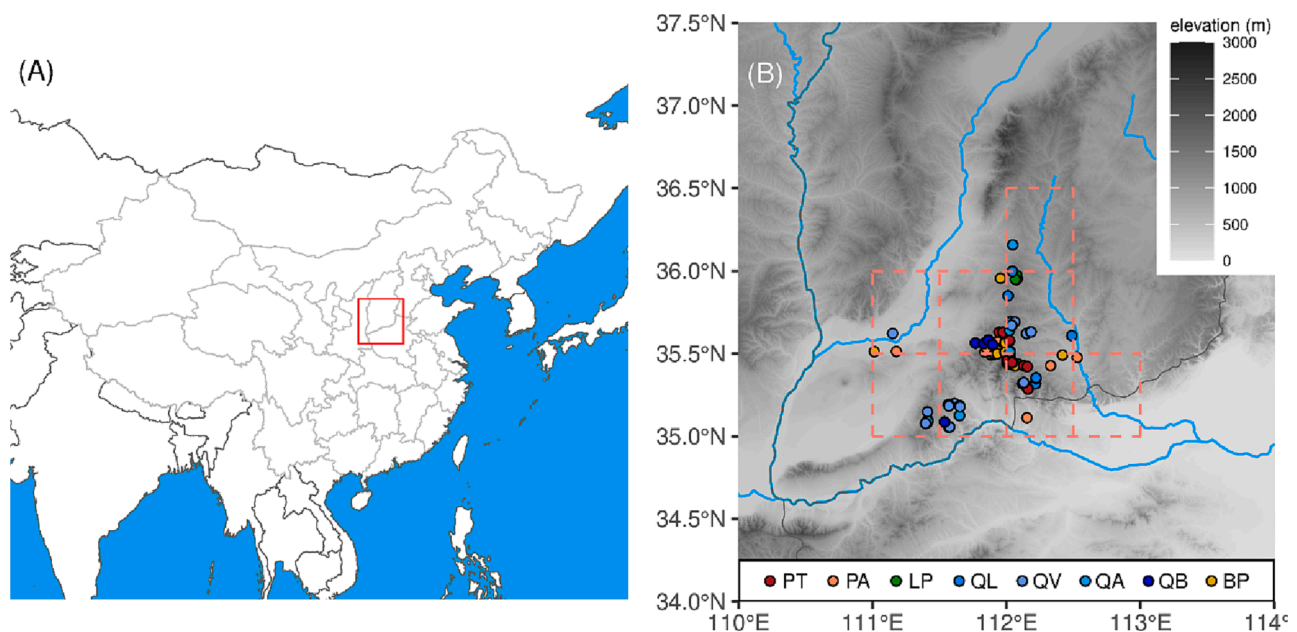 (A)
(B)
elevation (m)
3000
2500
2000
1500
1000
500
0
37.5°N
37.0°N
36.5°N
36.0°N
35.5°N
35.0°N
34.5°N
34.0°N
PT PA LP QL QV QA QB BP
110°E 111°E 112°E 113°E 114°